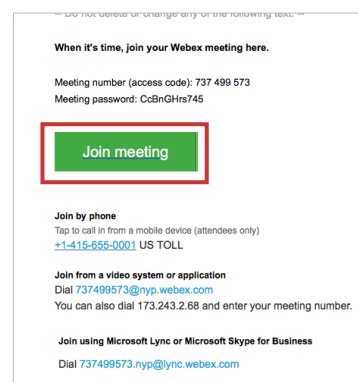 -- Do not delete or change any of the following text. --
When it's time, join your Webex meeting here.
Meeting number (access code): 737 499 573
Meeting password: CcBnGHrs745
Join meeting
Join by phone
Tap to call in from a mobile device (attendees only)
+1-415-655-0001 US TOLL
Join from a video system or application
Dial 737499573@nyp.webex.com
You can also dial 173.243.2.68 and enter your meeting number.
Join using Microsoft Lync or Microsoft Skype for Business
Dial 737499573.nyp@lync.webex.com